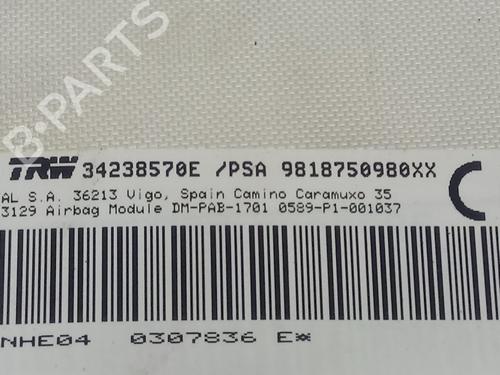 B-PARTS
TRW 34238570E /PSA 9818750980XX
AL S.A. 36213 Vigo, Spain Camino Caramuxo 35
3129 Airbag Module DM-PAB-1701 0589-P1-001037
NHE04 0307836 E*